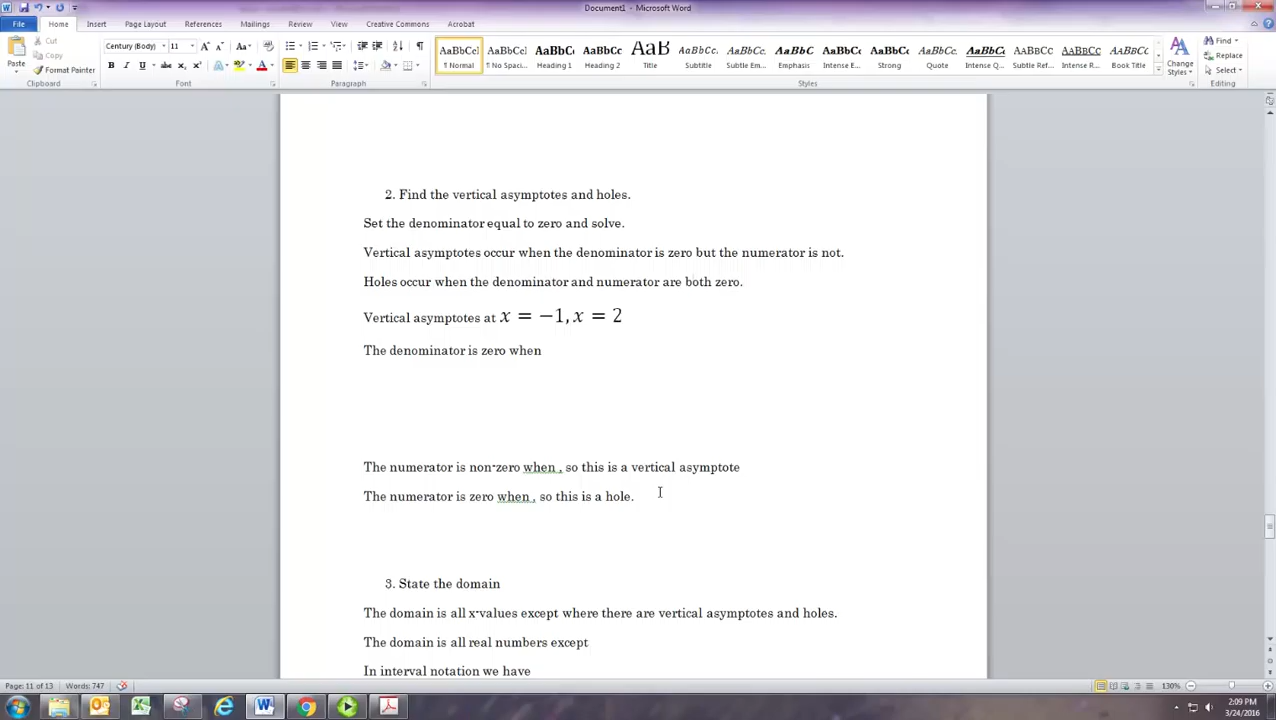 Document1 - Microsoft Word
File Home Insert Page Layout References Mailings Review View Creative Commons Acrobat
Cut
Copy
Format Painter
Paste
Century (Body) 11
AaBbCcI AaBbCcI AaBbCc AaBbCc AaB AaBbCc. AaBbCc. AaBbCc. AaBbCc. AaBbCc. AaBbCc. AaBbCc. AaBbCc. AaBbCc. AaBbCc.
¶ Normal ¶ No Spaci... Heading 1 Heading 2 Title Subtitle Subtle Em... Emphasis Intense E... Strong Quote Intense Q... Subtle Ref... Intense R... Book Title
Change Styles
Find
Replace
Select
Clipboard Font Paragraph Styles Editing
2. Find the vertical asymptotes and holes.
Set the denominator equal to zero and solve.
Vertical asymptotes occur when the denominator is zero but the numerator is not.
Holes occur when the denominator and numerator are both zero.
Vertical asymptotes at x = −1, x = 2
The denominator is zero when
The numerator is non-zero when , so this is a vertical asymptote
The numerator is zero when , so this is a hole.
3. State the domain
The domain is all x-values except where there are vertical asymptotes and holes.
The domain is all real numbers except
In interval notation we have
Page: 11 of 13 Words: 747 130%
2:09 PM
3/24/2016